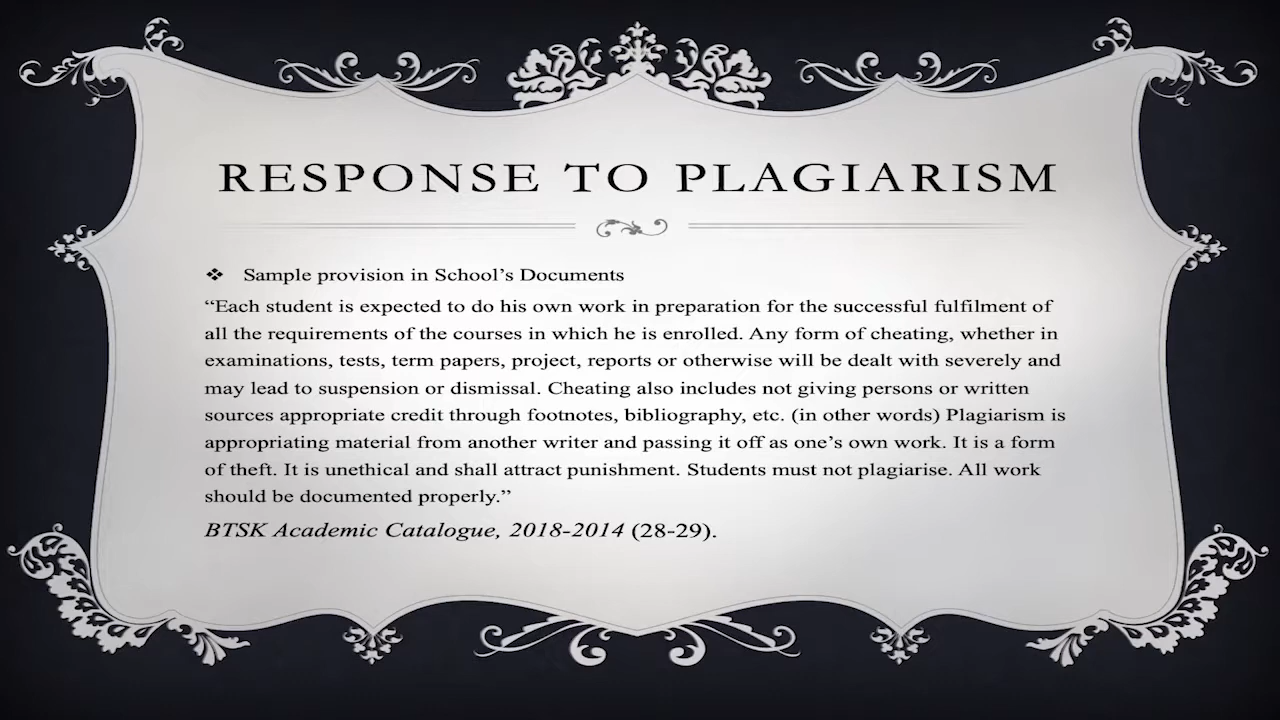 RESPONSE TO PLAGIARISM
❖ Sample provision in School’s Documents
“Each student is expected to do his own work in preparation for the successful fulfilment of
all the requirements of the courses in which he is enrolled. Any form of cheating, whether in
examinations, tests, term papers, project, reports or otherwise will be dealt with severely and
may lead to suspension or dismissal. Cheating also includes not giving persons or written
sources appropriate credit through footnotes, bibliography, etc. (in other words) Plagiarism is
appropriating material from another writer and passing it off as one’s own work. It is a form
of theft. It is unethical and shall attract punishment. Students must not plagiarise. All work
should be documented properly.”
BTSK Academic Catalogue, 2018-2014 (28-29).